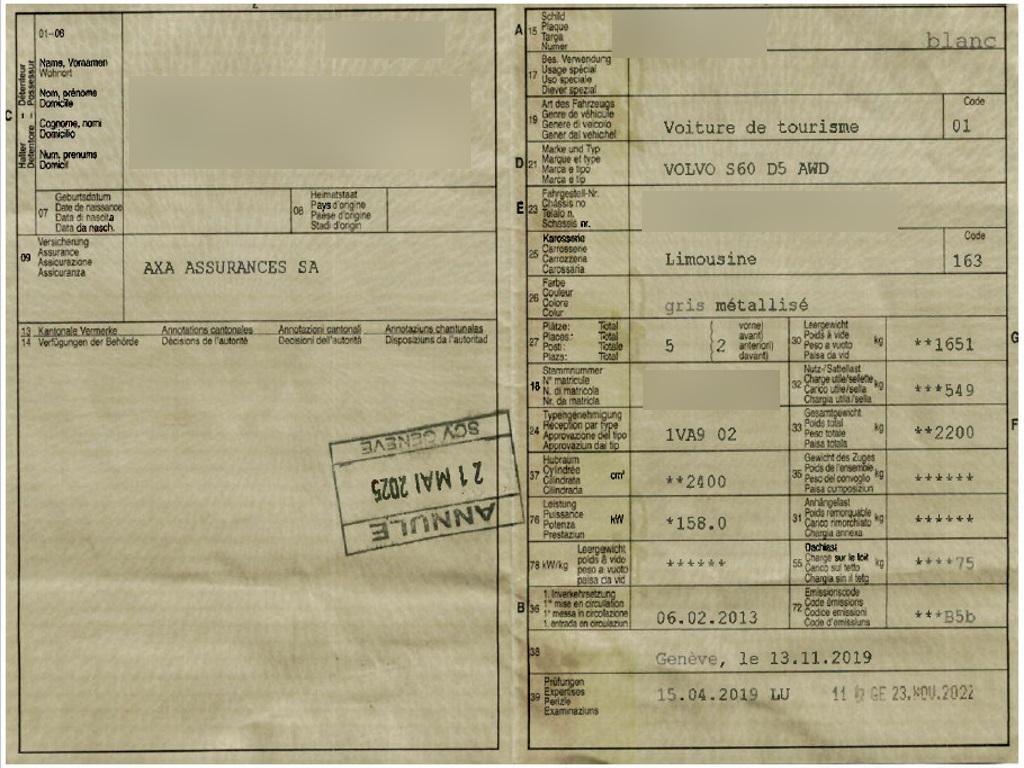 01-06
Name, Vornamen
Wohnort
Nom, prénoms
Domicile
Cognome, nomi
Domicilio
Num, prenums
Domicil
C
Halter - Détenteur
Detentore - Possessur
07
Geburtsdatum
Date de naissance
Data di nascita
Data da nasch.
08
Heimatstaat
Pays d'origine
Paese d'origine
Stadi d'origin
09
Versicherung
Assurance
Assicurazione
Assicuranza
AXA ASSURANCES SA
13 Kantonale Vermerke Annotations cantonales Annotazioni cantonali Annotaziuns chantunalas
14 Verfügungen der Behörde Décisions de l'autorité Decisioni dell'autorità Disposiziuns da l'autoritad
SCV GENEVE
21 MAI 2025
ANNULE
A 15
Schild
Plaque
Targa
Numer
blanc
17
Bes. Verwendung
Usage spécial
Uso speciale
Diever spezial
19
Art des Fahrzeugs
Genre de véhicule
Genere di veicolo
Gener dal vehichel
Voiture de tourisme
Code
01
D 21
Marke und Typ
Marque et type
Marca e tipo
Marca e tip
VOLVO S60 D5 AWD
E 23
Fahrgestell-Nr.
Châssis no
Telaio n.
Schassis nr.
25
Karosserie
Carrosserie
Carrozzeria
Carossaria
Limousine
Code
163
26
Farbe
Couleur
Colore
Colur
gris métallisé
27
Plätze: Total
Places: Total
Posti: Totale
Plazs: Total
5
2
vorne)
avant)
anteriori)
davant)
30
Leergewicht
Poids à vide
Peso a vuoto
Paisa da vid
kg
**1651
G
18
Stammnummer
N° matricule
N. di matricola
Nr. da matricla
32
Nutz-/Sattellast
Charge utile/sellette
Carico utile/sella
Chargia utila/sella
kg
***549
24
Typengenehmigung
Réception par type
Approvazione del tipo
Approvaziun dal tip
1VA9 02
33
Gesamtgewicht
Poids total
Peso totale
Paisa totala
kg
**2200
F
37
Hubraum
Cylindrée
Cilindrata
Cilindrada
cm³
**2400
35
Gewicht des Zuges
Poids de l'ensemble
Peso del convoglio
Paisa cumposiziun
kg
******
76
Leistung
Puissance
Potenza
Prestaziun
kW
*158.0
31
Anhängelast
Poids remorquable
Carico rimorchiato
Chargia annexa
kg
******
78 kW/kg
Leergewicht
poids à vide
peso a vuoto
paisa da vid
******
55
Dachlast
Charge sur le toit
Carico sul tetto
Chargia sin il tetg
kg
****75
B 36
1. Inverkehrsetzung
1re mise en circulation
1a messa in circolazione
1. entrada en circulaziun
06.02.2013
72
Emissionscode
Code émissions
Codice emissioni
Code d'emissiuns
***B5b
38
Genève, le 13.11.2019
39
Prüfungen
Expertises
Perizie
Examinaziuns
15.04.2019 LU
GE 23.NOV.2022